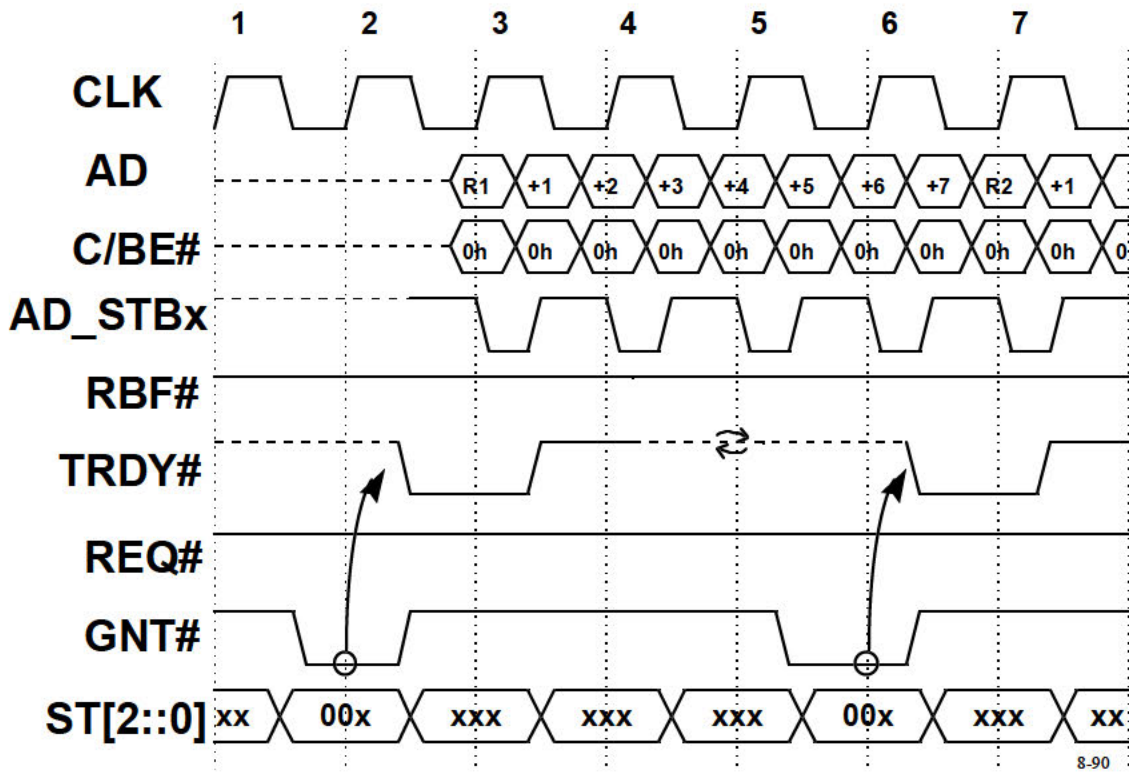 1 2 3 4 5 6 7
CLK
AD R1 +1 +2 +3 +4 +5 +6 +7 R2 +1
C/BE# 0h 0h 0h 0h 0h 0h 0h 0h 0h 0h 0
AD_STBx
RBF#
TRDY#
REQ#
GNT#
ST[2::0] xx 00x xxx xxx xxx 00x xxx xx
8-90